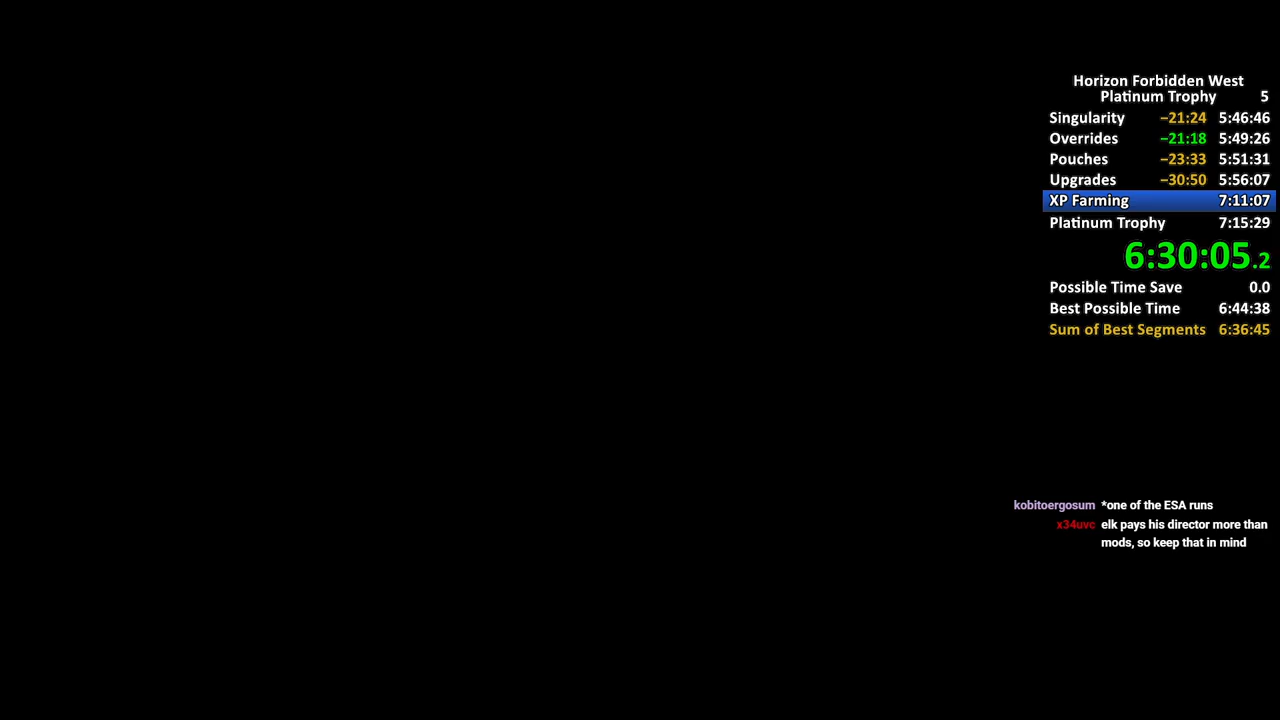 Horizon Forbidden West
Platinum Trophy 5
Singularity −21:24 5:46:46
Overrides −21:18 5:49:26
Pouches −23:33 5:51:31
Upgrades −30:50 5:56:07
XP Farming 7:11:07
Platinum Trophy 7:15:29
6:30:05.2
Possible Time Save 0.0
Best Possible Time 6:44:38
Sum of Best Segments 6:36:45
kobitoergosum *one of the ESA runs
x34uvc elk pays his director more than
mods, so keep that in mind